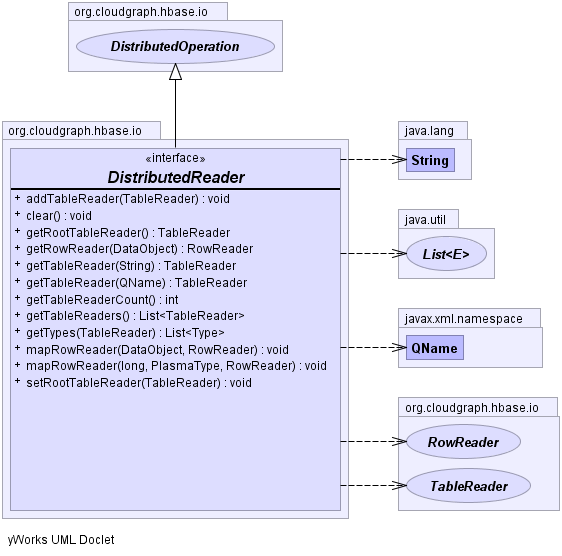 org.cloudgraph.hbase.io
DistributedOperation
org.cloudgraph.hbase.io
«interface»
DistributedReader
+ addTableReader(TableReader) : void
+ clear() : void
+ getRootTableReader() : TableReader
+ getRowReader(DataObject) : RowReader
+ getTableReader(String) : TableReader
+ getTableReader(QName) : TableReader
+ getTableReaderCount() : int
+ getTableReaders() : List<TableReader>
+ getTypes(TableReader) : List<Type>
+ mapRowReader(DataObject, RowReader) : void
+ mapRowReader(long, PlasmaType, RowReader) : void
+ setRootTableReader(TableReader) : void
java.lang
String
java.util
List<E>
javax.xml.namespace
QName
org.cloudgraph.hbase.io
RowReader
TableReader
yWorks UML Doclet